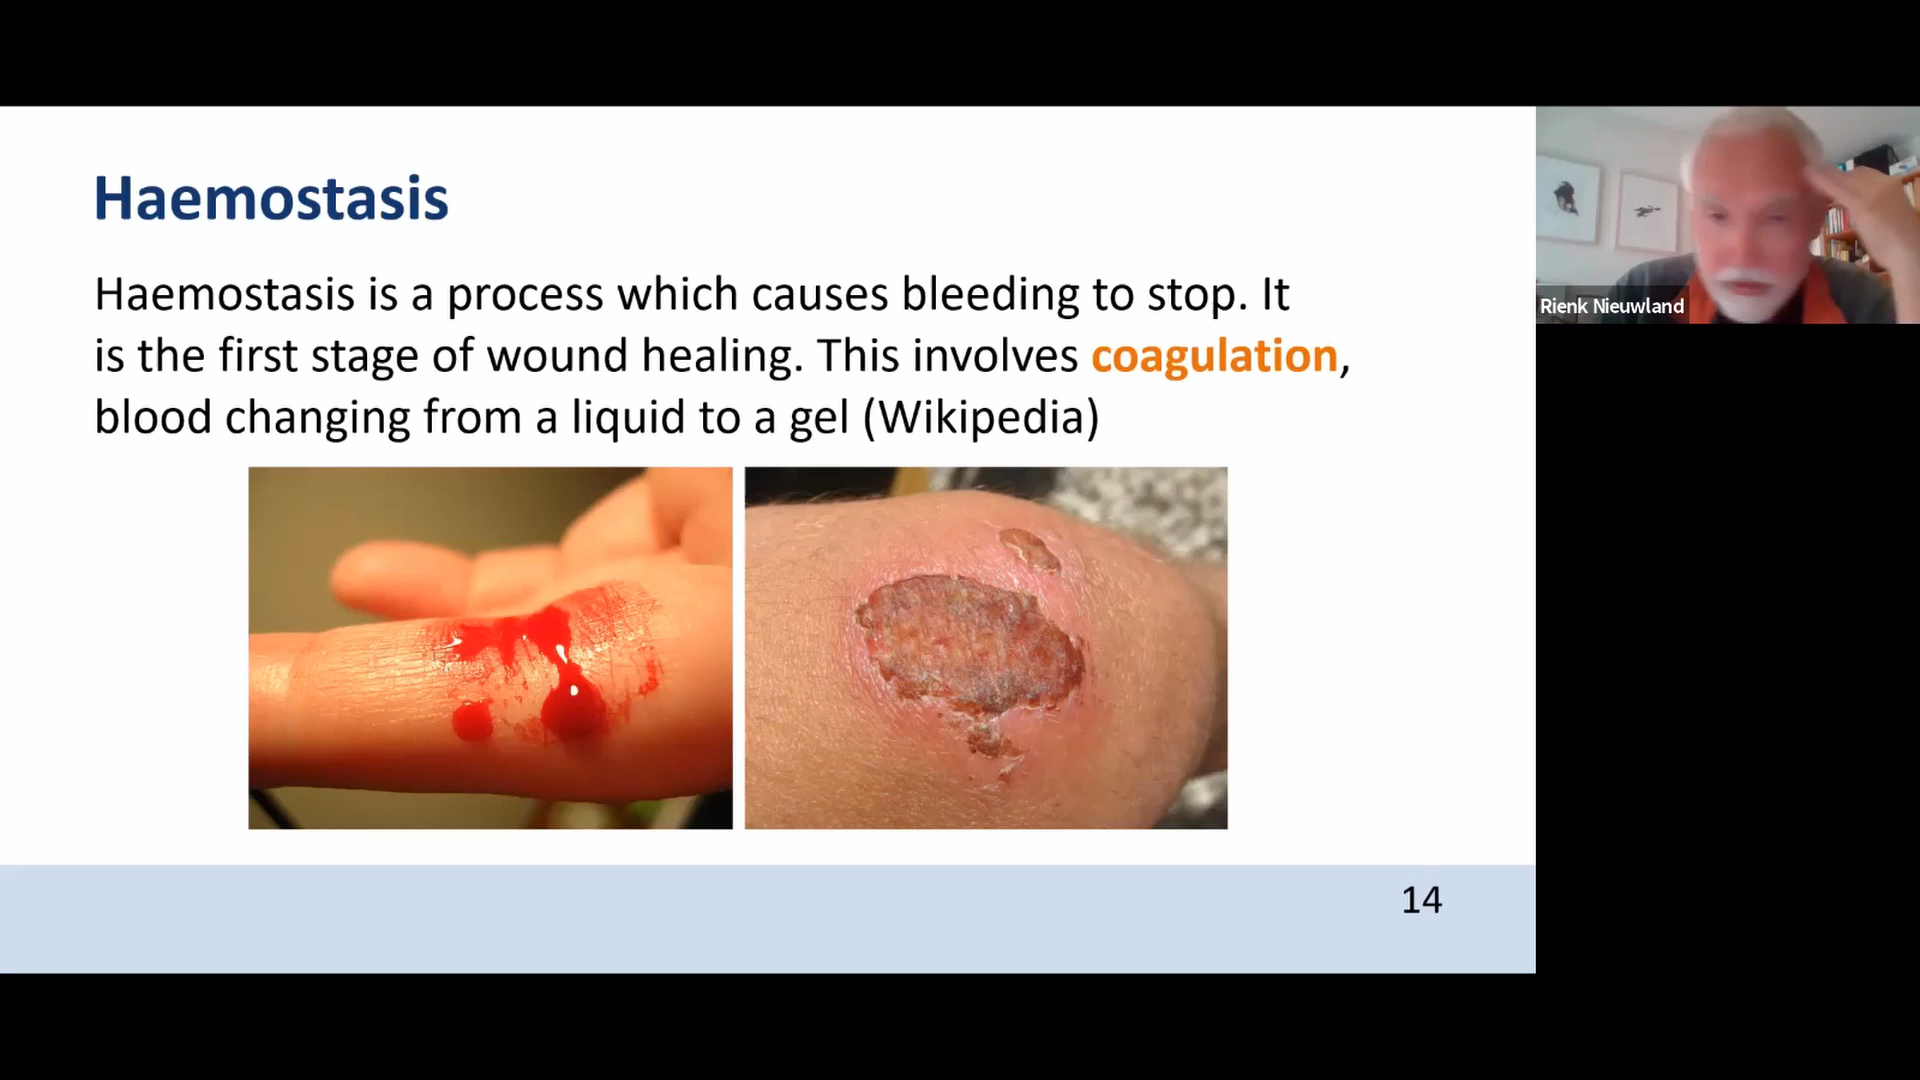 Haemostasis
Haemostasis is a process which causes bleeding to stop. It
is the first stage of wound healing. This involves coagulation,
blood changing from a liquid to a gel (Wikipedia)
Rienk Nieuwland
14